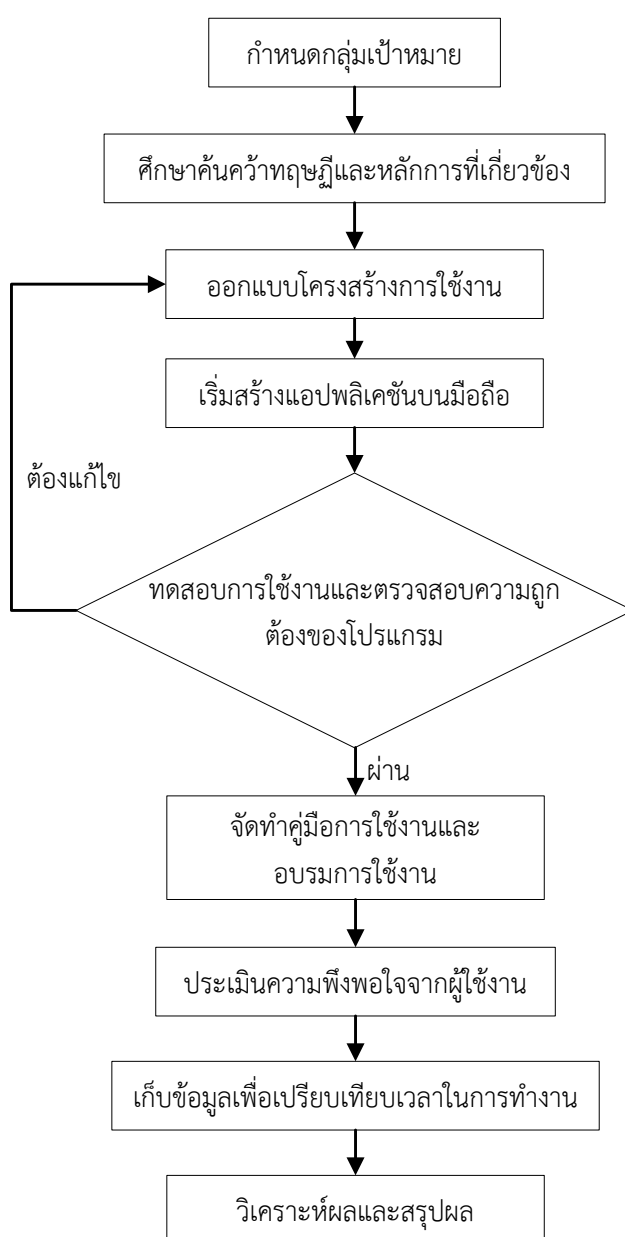 กำหนดกลุ่มเป้าหมาย
ศึกษาค้นคว้าทฤษฏีและหลักการที่เกี่ยวข้อง
ออกแบบโครงสร้างการใช้งาน
เริ่มสร้างแอปพลิเคชันบนมือถือ
ต้องแก้ไข
ทดสอบการใช้งานและตรวจสอบความถูก
ต้องของโปรแกรม
ผ่าน
จัดทำคู่มือการใช้งานและ
อบรมการใช้งาน
ประเมินความพึงพอใจจากผู้ใช้งาน
เก็บข้อมูลเพื่อเปรียบเทียบเวลาในการทำงาน
วิเคราะห์ผลและสรุปผล